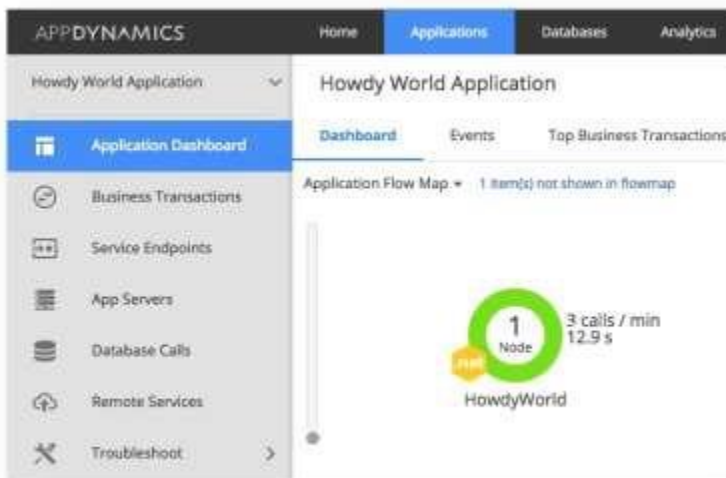 APPDYNAMICS
Home Applications Databases Analytics
Howdy World Application
Howdy World Application
Dashboard Events Top Business Transactions
Application Flow Map 1 item(s) not shown in flowmap
Application Dashboard
Business Transactions
Service Endpoints
App Servers
Database Calls
Remote Services
Troubleshoot
1
Node
3 calls / min
12.9 s
.net
HowdyWorld